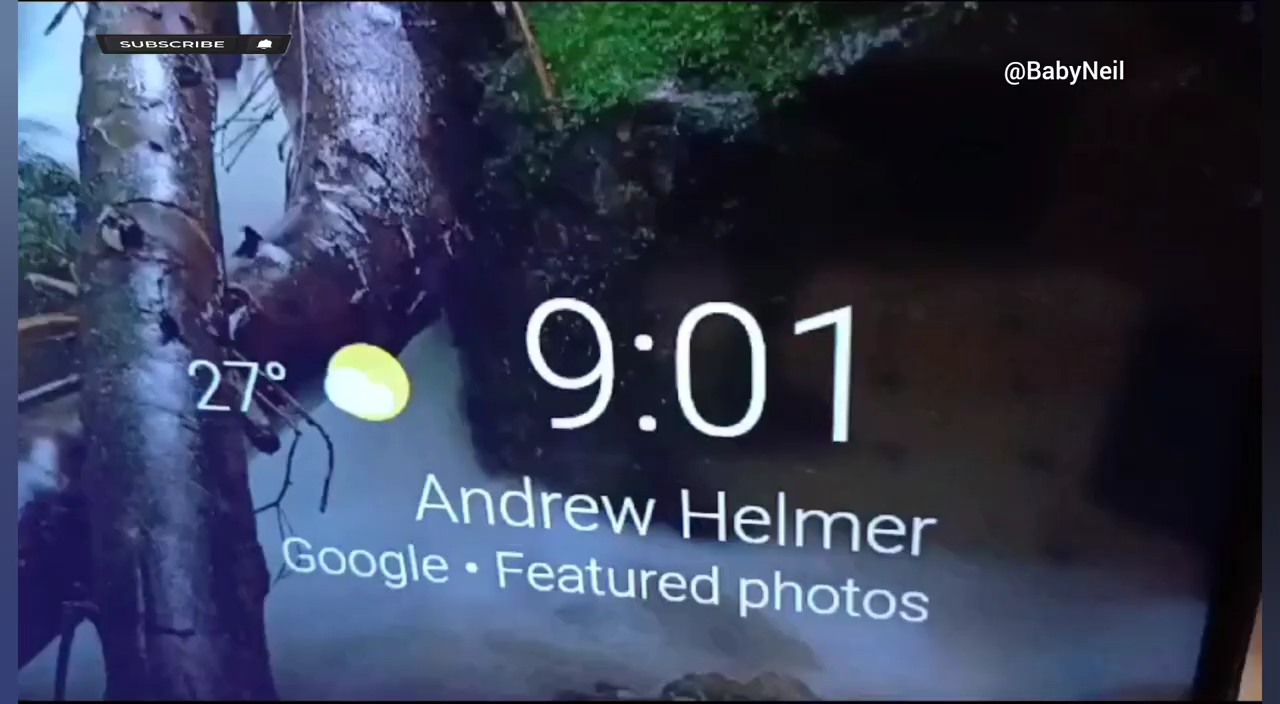 SUBSCRIBE
@BabyNeil
27° 9:01
Andrew Helmer
Google • Featured photos